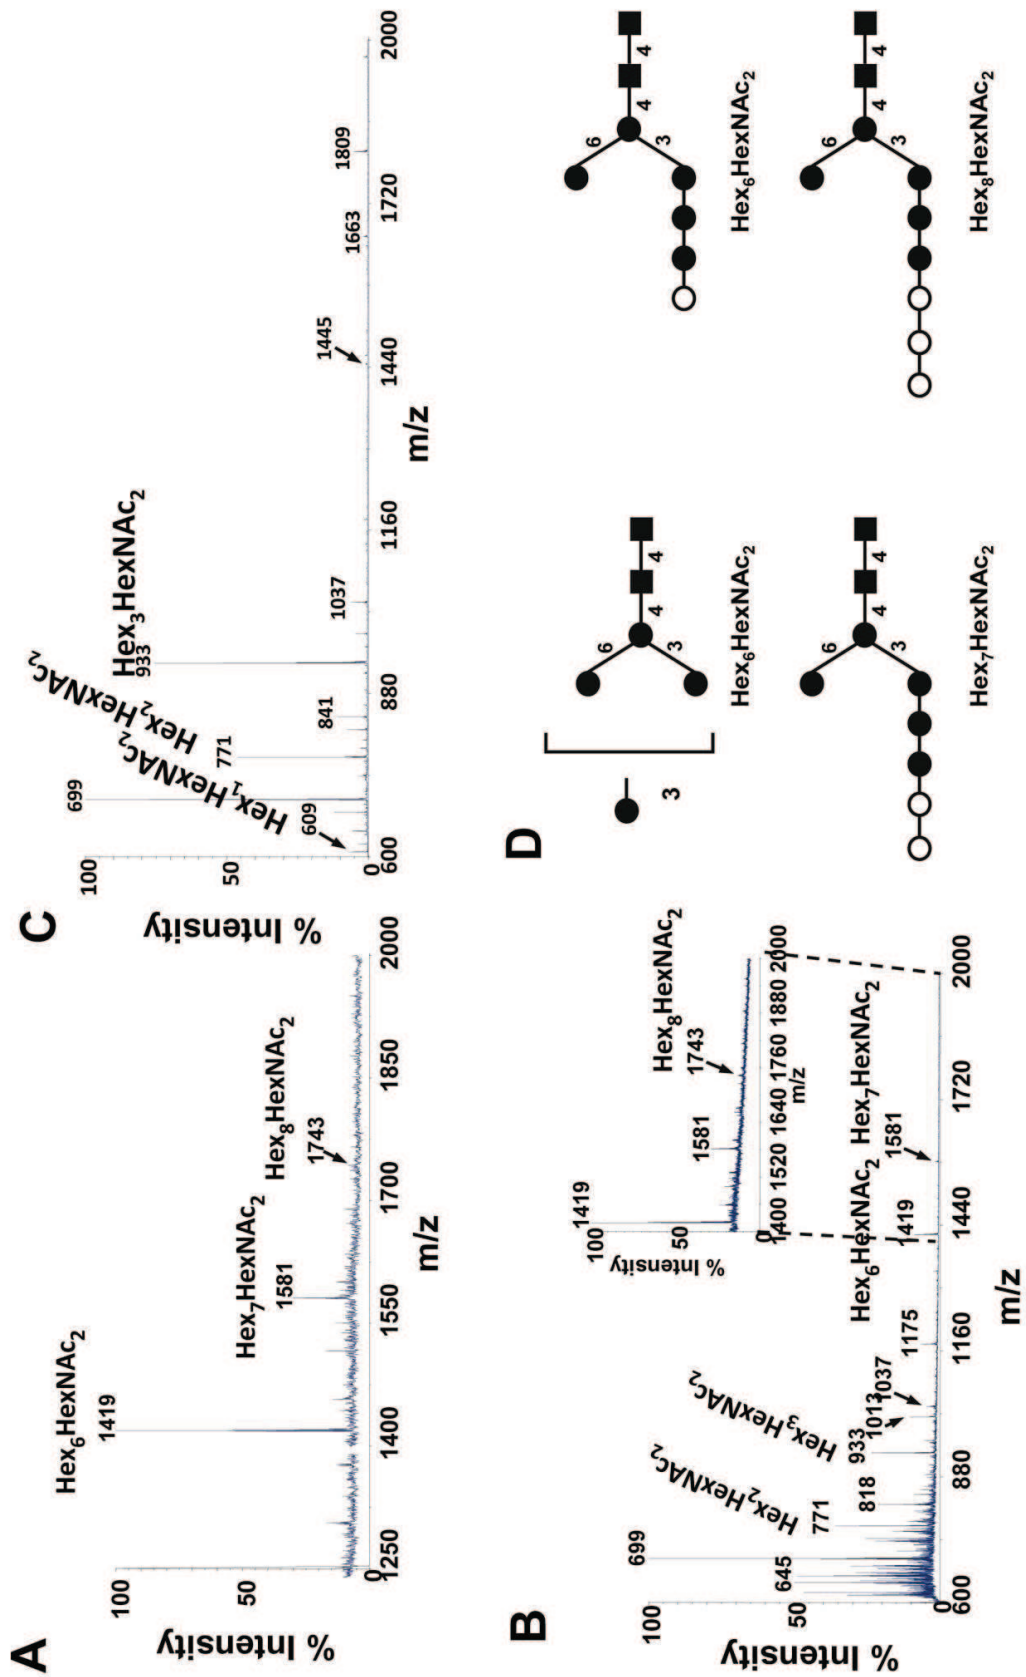 A
% Intensity
100
50
0
Hex6HexNAc2
1419
Hex7HexNAc2
1581
Hex8HexNAc2
1743
1250 1400 1550 1700 1850 2000
m/z
B
% Intensity
100
50
0
699
645
Hex2HexNAc2
771
818
Hex3HexNAc2
933
1013
1037
1175
Hex6HexNAc2
1419
Hex7HexNAc2
1581
600 880 1160 1440 1720 2000
m/z
% Intensity
100
50
0
1419
1581
Hex8HexNAc2
1743
1400 1520 1640 1760 1880 2000
m/z
C
% Intensity
100
50
0
Hex1HexNAc2
609
699
Hex2HexNAc2
771
841
Hex3HexNAc2
933
1037
1445
1663
1809
600 880 1160 1440 1720 2000
m/z
D
3
6
3
4
4
Hex6HexNAc2
6
3
4
4
Hex6HexNAc2
6
3
4
4
Hex7HexNAc2
6
3
4
4
Hex8HexNAc2